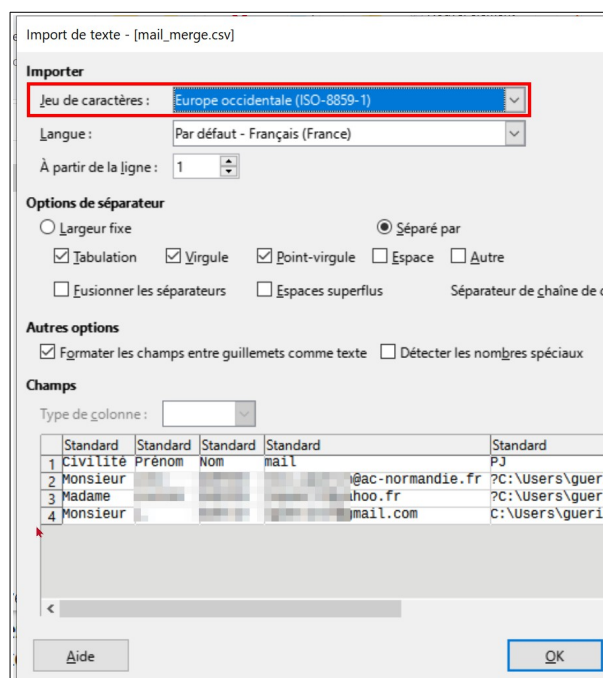 Import de texte - [mail_merge.csv]
Importer
Jeu de caractères : Europe occidentale (ISO-8859-1)
Langue : Par défaut - Français (France)
À partir de la ligne : 1
Options de séparateur
Largeur fixe Séparé par
Tabulation Virgule Point-virgule Espace Autre
Fusionner les séparateurs Espaces superflus Séparateur de chaîne de
Autres options
Formater les champs entre guillemets comme texte Détecter les nombres spéciaux
Champs
Type de colonne :
Standard Standard Standard Standard Standard
1 Civilité Prénom Nom mail PJ
2 Monsieur @ac-normandie.fr ?C:\Users\gueri
3 Madame ahoo.fr ?C:\Users\gueri
4 Monsieur gmail.com C:\Users\gueri
Aide OK